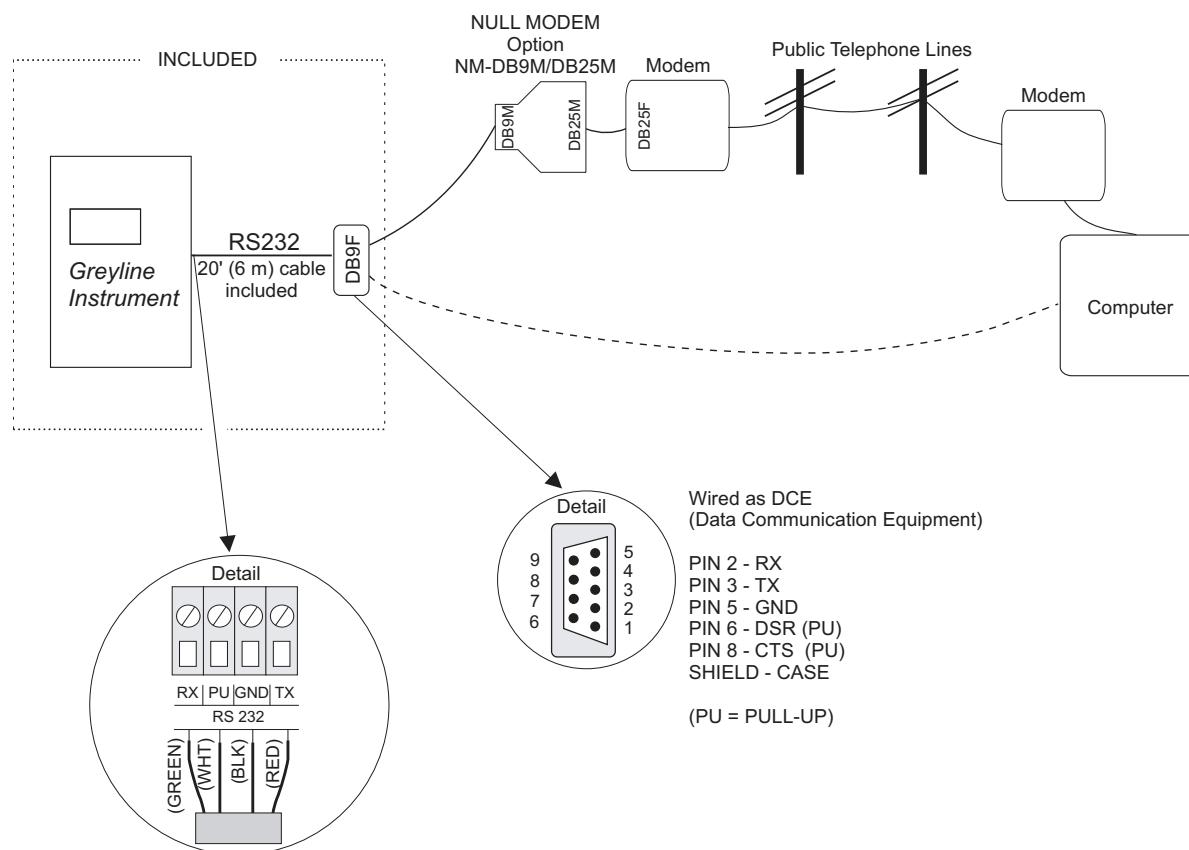 INCLUDED
NULL MODEM
Option
NM-DB9M/DB25M
DB9M
DB25M
Modem
DB25F
Public Telephone Lines
Modem
Greyline
Instrument
RS232
20' (6 m) cable
included
DB9F
Computer
Detail
RX PU GND TX
RS 232
(GREEN)
(WHT)
(BLK)
(RED)
Detail
9
8
7
6
5
4
3
2
1
Wired as DCE
(Data Communication Equipment)
PIN 2 - RX
PIN 3 - TX
PIN 5 - GND
PIN 6 - DSR (PU)
PIN 8 - CTS (PU)
SHIELD - CASE
(PU = PULL-UP)